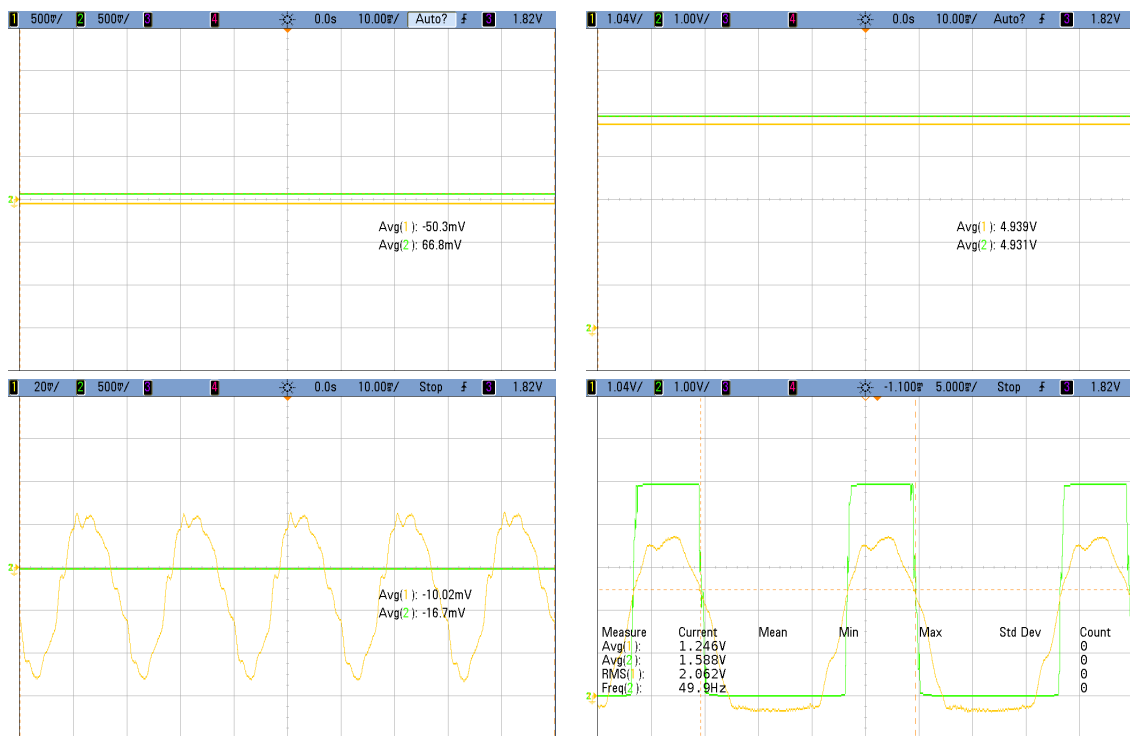 1 500mV/ 2 500mV/ 3 4 0.0s 10.00ms/ Auto? 3 1.82V
2
Avg(1): -50.3mV
Avg(2): 66.8mV
1 1.04V/ 2 1.00V/ 3 4 0.0s 10.00ms/ Auto? 3 1.82V
Avg(1): 4.939V
Avg(2): 4.931V
2
1 20mV/ 2 500mV/ 3 4 0.0s 10.00ms/ Stop 3 1.82V
2
Avg(1): -10.02mV
Avg(2): -16.7mV
1 1.04V/ 2 1.00V/ 3 4 -1.100ms 5.000ms/ Stop 3 1.82V
Measure Current Mean Min Max Std Dev Count
Avg(1): 1.246V 0
Avg(2): 1.588V 0
RMS(1): 2.062V 0
Freq(2): 49.9Hz 0
2